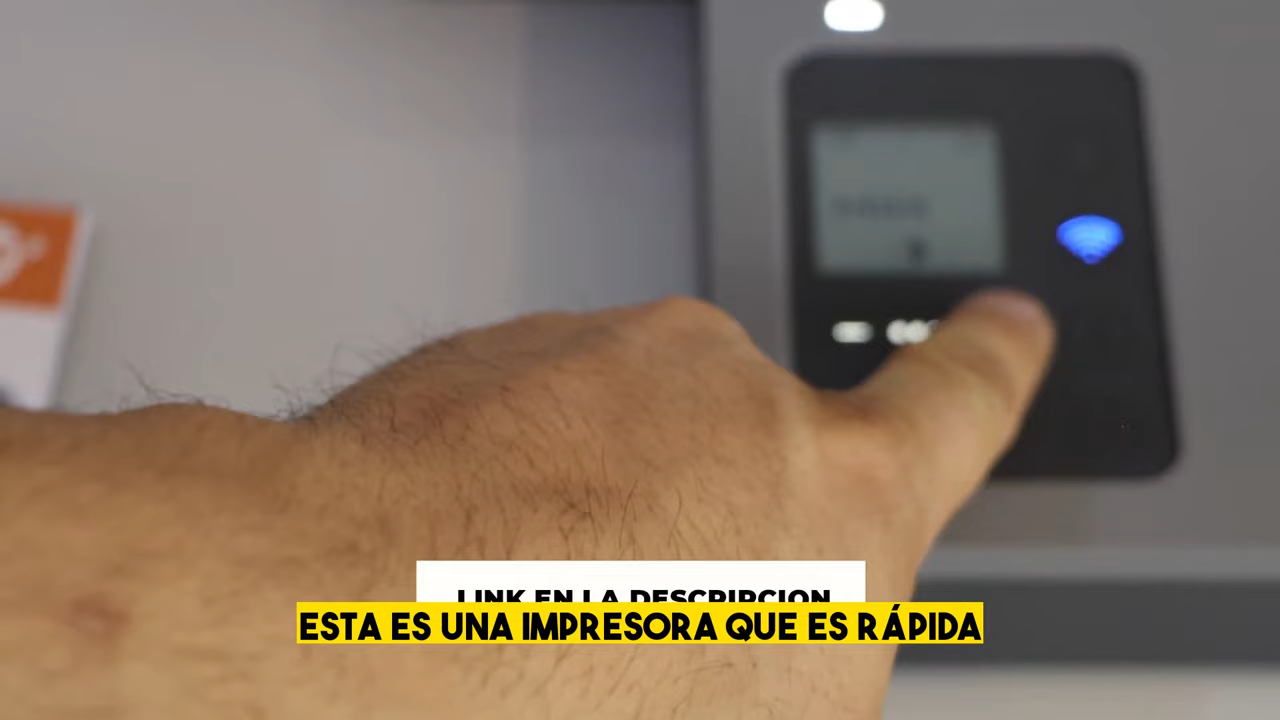 LINK EN LA DESCRIPCION
ESTA ES UNA IMPRESORA QUE ES RÁPIDA